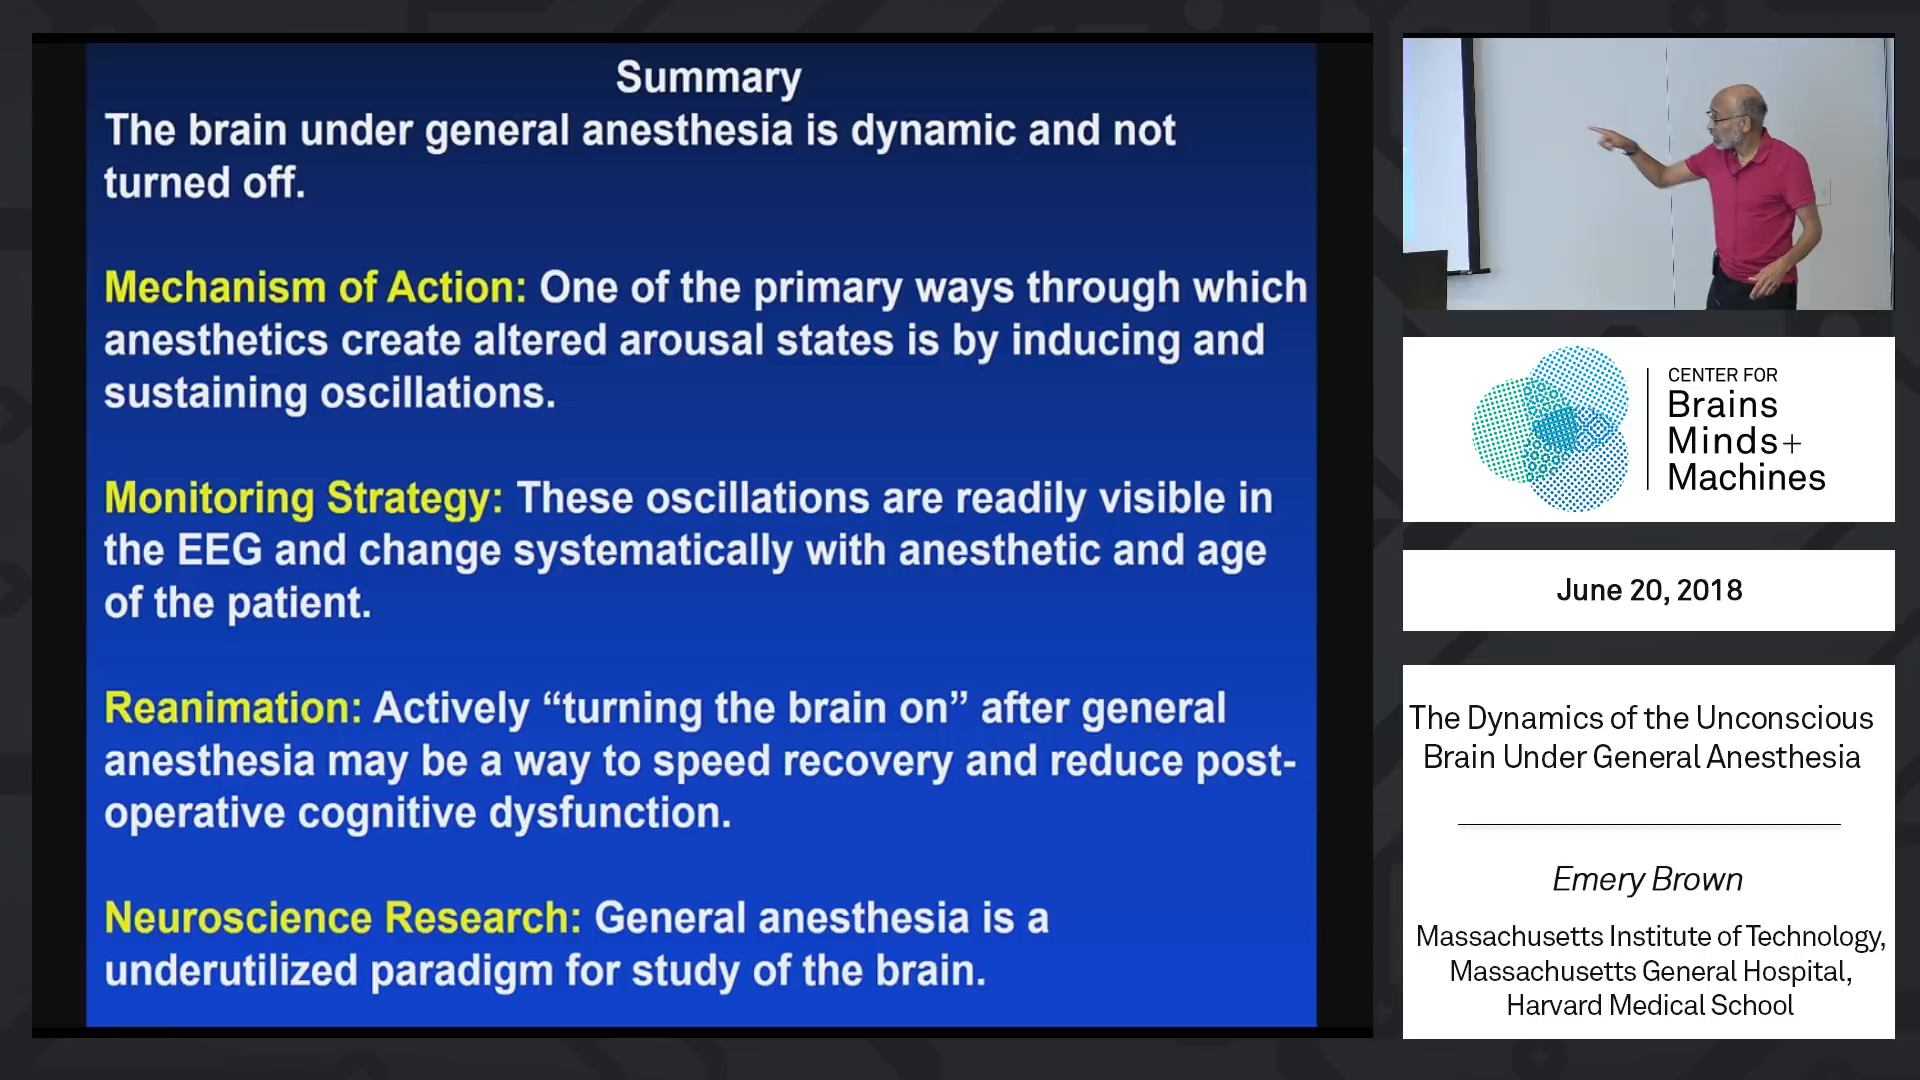 Summary
The brain under general anesthesia is dynamic and not
turned off.
Mechanism of Action: One of the primary ways through which
anesthetics create altered arousal states is by inducing and
sustaining oscillations.
Monitoring Strategy: These oscillations are readily visible in
the EEG and change systematically with anesthetic and age
of the patient.
Reanimation: Actively “turning the brain on” after general
anesthesia may be a way to speed recovery and reduce post-
operative cognitive dysfunction.
Neuroscience Research: General anesthesia is a
underutilized paradigm for study of the brain.
CENTER FOR
Brains
Minds+
Machines
June 20, 2018
The Dynamics of the Unconscious
Brain Under General Anesthesia
Emery Brown
Massachusetts Institute of Technology,
Massachusetts General Hospital,
Harvard Medical School